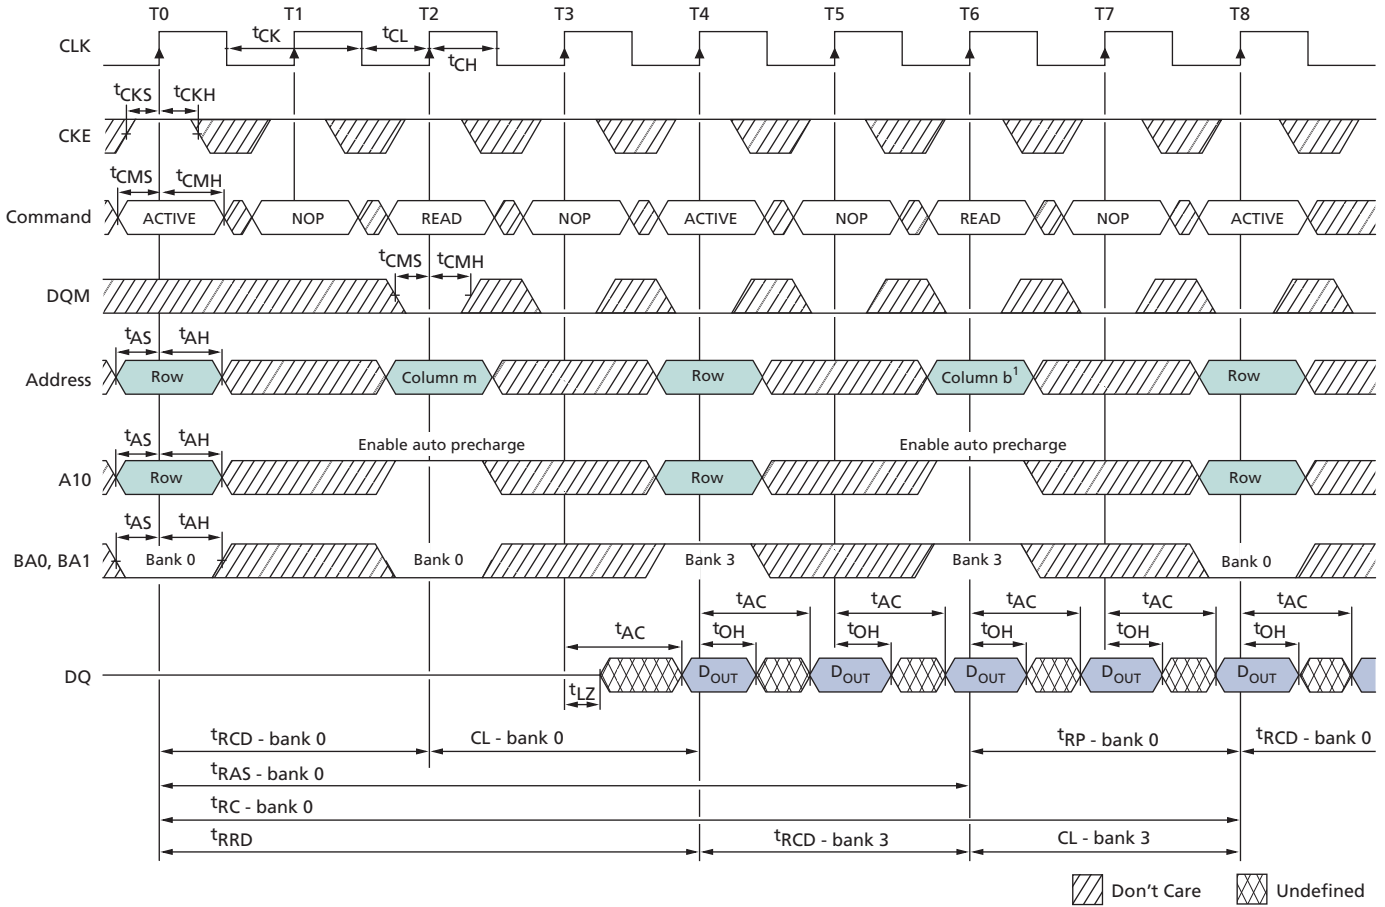 T0 T1 T2 T3 T4 T5 T6 T7 T8
CLK tCK tCL tCH
tCKS tCKH
CKE
tCMS tCMH
Command ACTIVE NOP READ NOP ACTIVE NOP READ NOP ACTIVE
tCMS tCMH
DQM
tAS tAH
Address Row Column m Row Column b1 Row
tAS tAH Enable auto precharge Enable auto precharge
A10 Row Row Row
tAS tAH
BA0, BA1 Bank 0 Bank 0 Bank 3 Bank 3 Bank 0
tAC tAC tAC tAC tAC
tAC tOH tOH tOH tOH tOH
DQ DOUT DOUT DOUT DOUT DOUT
tLZ
tRCD - bank 0 CL - bank 0 tRP - bank 0 tRCD - bank 0
tRAS - bank 0
tRC - bank 0
tRRD tRCD - bank 3 CL - bank 3
Don't Care Undefined